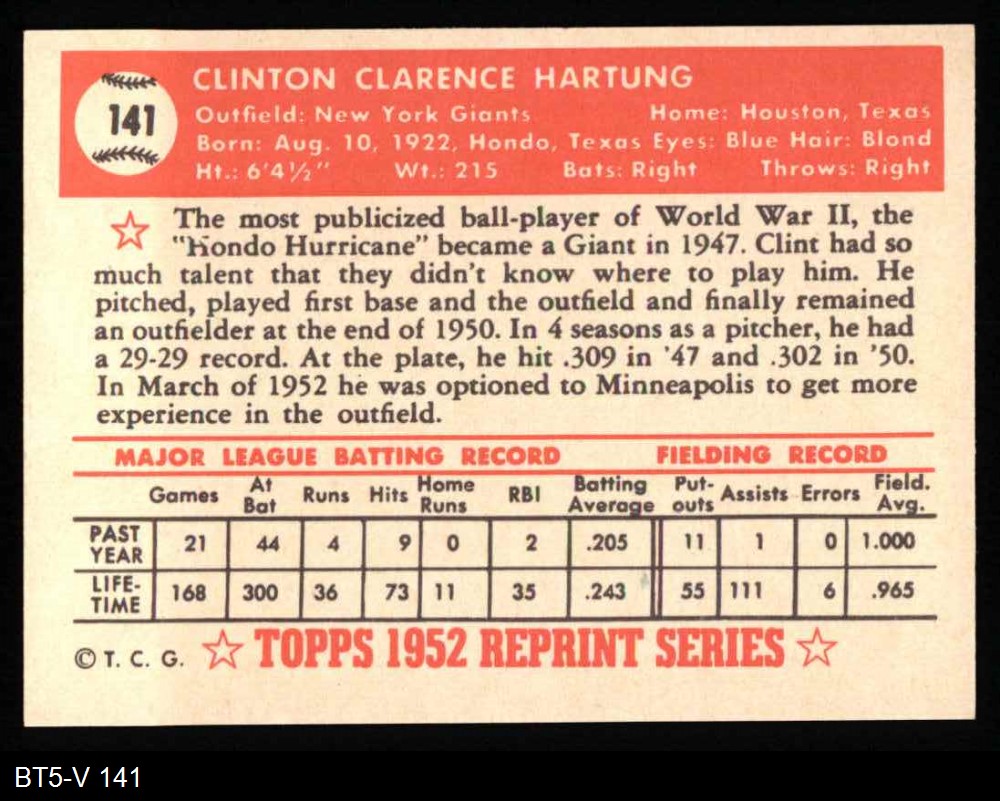 141
CLINTON CLARENCE HARTUNG
Outfield: New York Giants Home: Houston, Texas
Born: Aug. 10, 1922, Hondo, Texas Eyes: Blue Hair: Blond
Ht.: 6'4½" Wt.: 215 Bats: Right Throws: Right
The most publicized ball-player of World War II, the
"Hondo Hurricane" became a Giant in 1947. Clint had so
much talent that they didn't know where to play him. He
pitched, played first base and the outfield and finally remained
an outfielder at the end of 1950. In 4 seasons as a pitcher, he had
a 29-29 record. At the plate, he hit .309 in '47 and .302 in '50.
In March of 1952 he was optioned to Minneapolis to get more
experience in the outfield.
MAJOR LEAGUE BATTING RECORD FIELDING RECORD
Games At Bat Runs Hits Home Runs RBI Batting Average Put-outs Assists Errors Field. Avg.
PAST YEAR 21 44 4 9 0 2 .205 11 1 0 1.000
LIFE-TIME 168 300 36 73 11 35 .243 55 111 6 .965
© T. C. G. TOPPS 1952 REPRINT SERIES
BT5-V 141